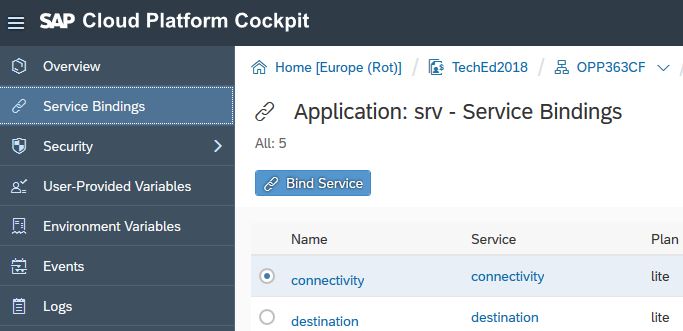 SAP Cloud Platform Cockpit
Overview
Service Bindings
Security
User-Provided Variables
Environment Variables
Events
Logs
Home [Europe (Rot)] / TechEd2018 / OPP363CF /
Application: srv - Service Bindings
All: 5
Bind Service
Name Service Plan
connectivity connectivity lite
destination destination lite